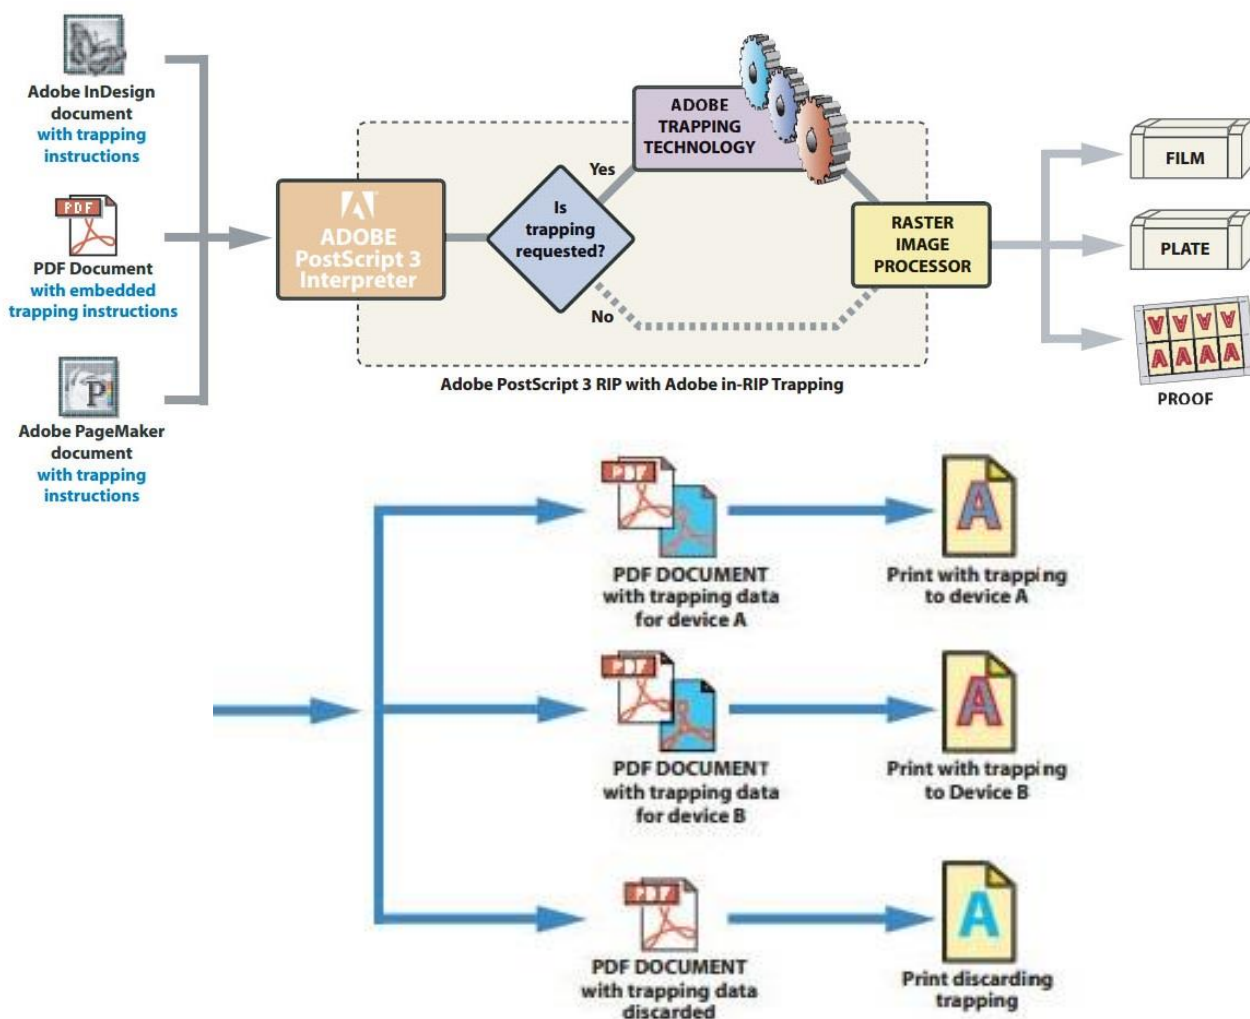 Adobe InDesign
document
with trapping
instructions
PDF
PDF Document
with embedded
trapping instructions
P
Adobe PageMaker
document
with trapping
instructions
ADOBE
PostScript 3
Interpreter
Is
trapping
requested?
Yes
No
ADOBE
TRAPPING
TECHNOLOGY
RASTER
IMAGE
PROCESSOR
Adobe PostScript 3 RIP with Adobe in-RIP Trapping
FILM
PLATE
A A A A
A A A A
PROOF
PDF
PDF DOCUMENT
with trapping data
for device A
A
Print with trapping
to device A
PDF
PDF DOCUMENT
with trapping data
for device B
A
Print with trapping
to Device B
PDF
PDF DOCUMENT
with trapping data
discarded
A
Print discarding
trapping